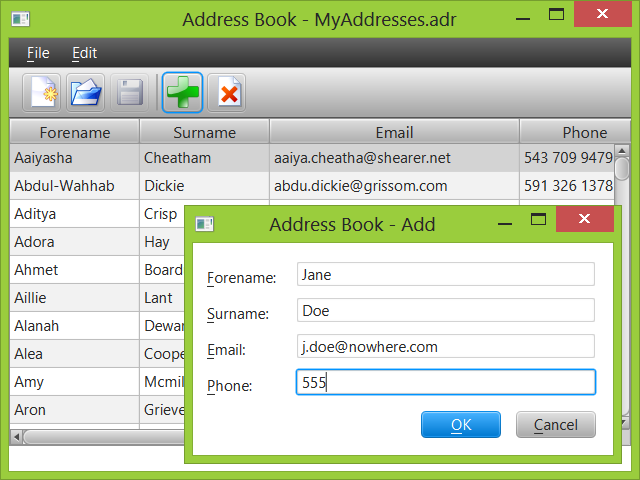 Address Book - MyAddresses.adr
File Edit
Forename Surname Email Phone
Aaiyasha Cheatham aaiya.cheatha@shearer.net 543 709 9479
Abdul-Wahhab Dickie abdu.dickie@grissom.com 591 326 1378
Aditya Crisp
Adora Hay
Ahmet Board
Aillie Lant
Alanah Dewar
Alea Coope
Amy Mcmil
Aron Grieve
Address Book - Add
Forename: Jane
Surname: Doe
Email: j.doe@nowhere.com
Phone: 555
OK Cancel